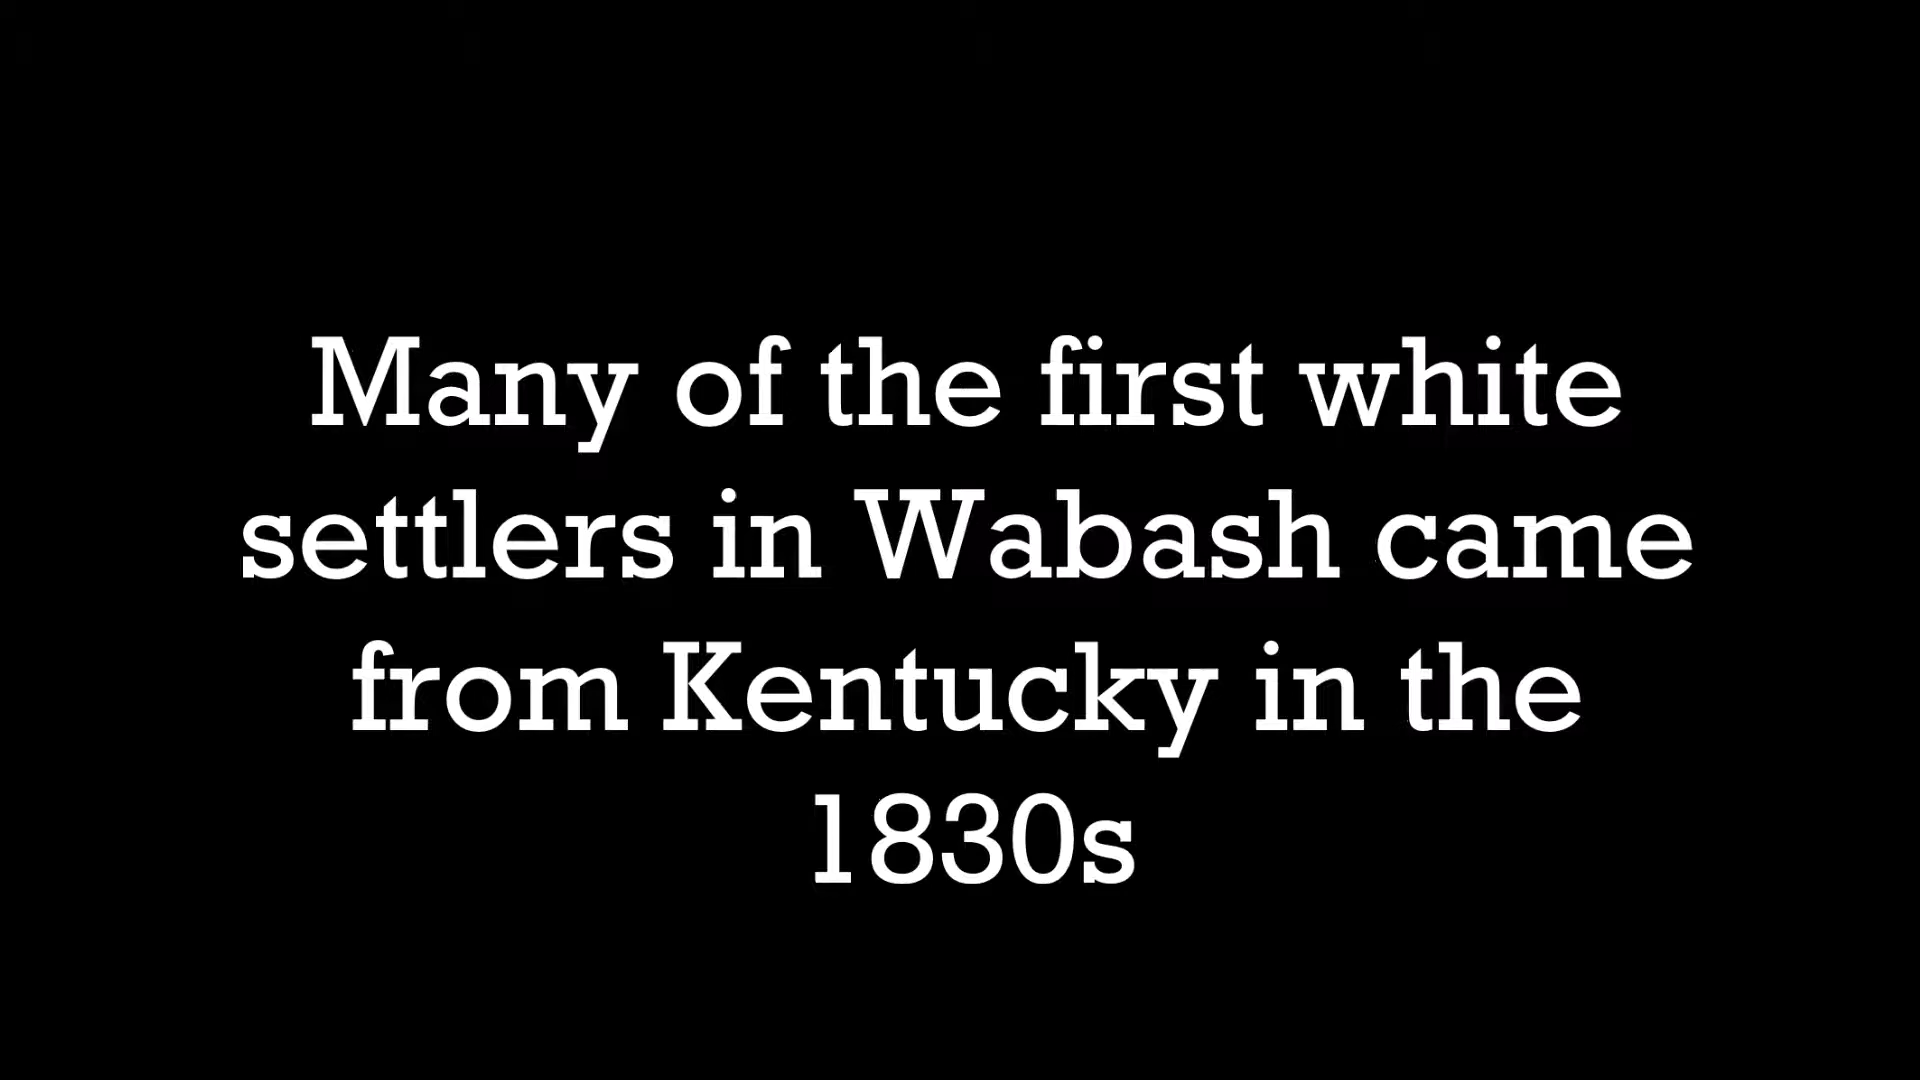 Many of the first white
settlers in Wabash came
from Kentucky in the
1830s